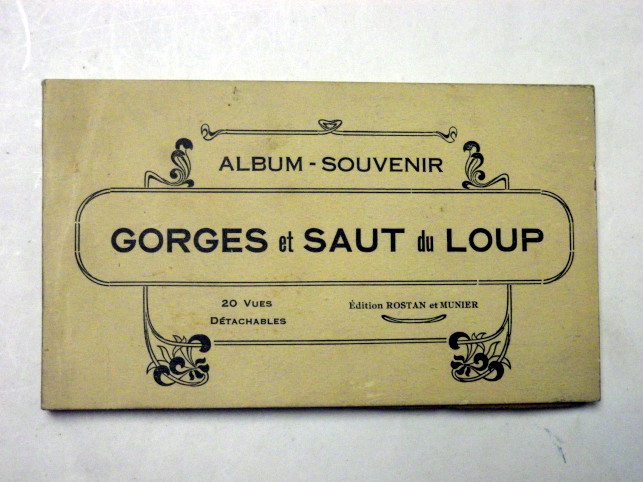 ALBUM - SOUVENIR
GORGES et SAUT du LOUP
20 VUES
DÉTACHABLES
Édition ROSTAN et MUNIER